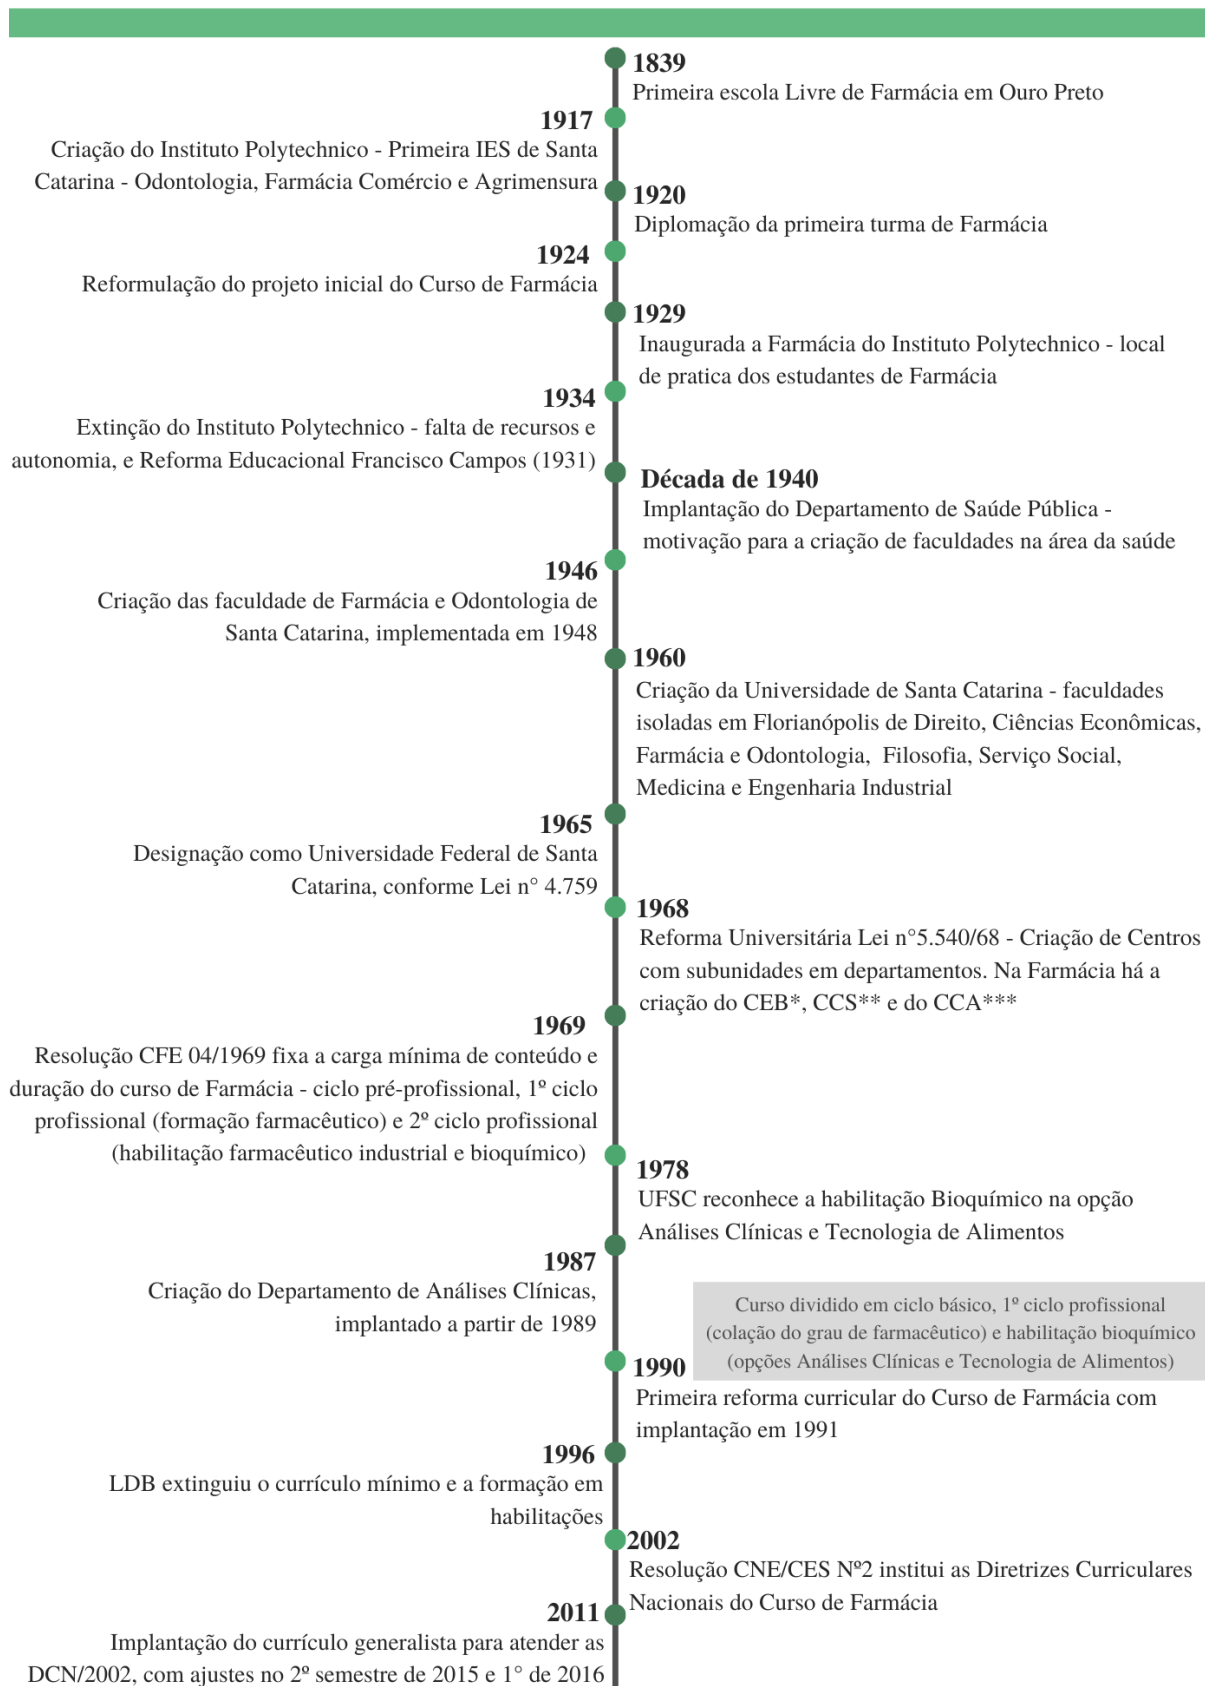 1839
Primeira escola Livre de Farmácia em Ouro Preto
1917
Criação do Instituto Polytechnico - Primeira IES de Santa
Catarina - Odontologia, Farmácia Comércio e Agrimensura
1920
Diplomação da primeira turma de Farmácia
1924
Reformulação do projeto inicial do Curso de Farmácia
1929
Inaugurada a Farmácia do Instituto Polytechnico - local
de pratica dos estudantes de Farmácia
1934
Extinção do Instituto Polytechnico - falta de recursos e
autonomia, e Reforma Educacional Francisco Campos (1931)
Década de 1940
Implantação do Departamento de Saúde Pública -
motivação para a criação de faculdades na área da saúde
1946
Criação das faculdade de Farmácia e Odontologia de
Santa Catarina, implementada em 1948
1960
Criação da Universidade de Santa Catarina - faculdades
isoladas em Florianópolis de Direito, Ciências Econômicas,
Farmácia e Odontologia,  Filosofia, Serviço Social,
Medicina e Engenharia Industrial
1965
Designação como Universidade Federal de Santa
Catarina, conforme Lei n° 4.759
1968
Reforma Universitária Lei n°5.540/68 - Criação de Centros
com subunidades em departamentos. Na Farmácia há a
criação do CEB*, CCS** e do CCA***
1969
Resolução CFE 04/1969 fixa a carga mínima de conteúdo e
duração do curso de Farmácia - ciclo pré-profissional, 1º ciclo
profissional (formação farmacêutico) e 2º ciclo profissional
(habilitação farmacêutico industrial e bioquímico)
1978
UFSC reconhece a habilitação Bioquímico na opção
Análises Clínicas e Tecnologia de Alimentos
1987
Criação do Departamento de Análises Clínicas,
implantado a partir de 1989
Curso dividido em ciclo básico, 1º ciclo profissional
(colação do grau de farmacêutico) e habilitação bioquímico
(opções Análises Clínicas e Tecnologia de Alimentos)
1990
Primeira reforma curricular do Curso de Farmácia com
implantação em 1991
1996
LDB extinguiu o currículo mínimo e a formação em
habilitações
2002
Resolução CNE/CES Nº2 institui as Diretrizes Curriculares
Nacionais do Curso de Farmácia
2011
Implantação do currículo generalista para atender as
DCN/2002, com ajustes no 2º semestre de 2015 e 1° de 2016